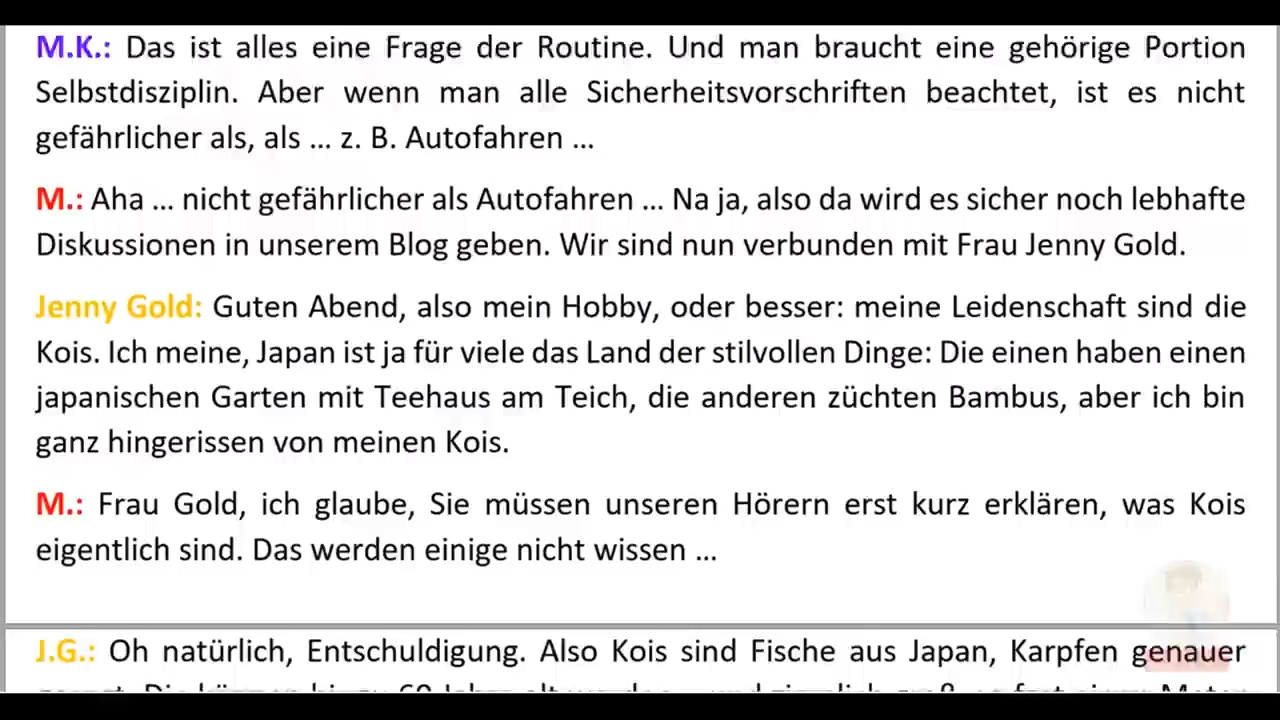 M.K.: Das ist alles eine Frage der Routine. Und man braucht eine gehörige Portion
Selbstdisziplin. Aber wenn man alle Sicherheitsvorschriften beachtet, ist es nicht
gefährlicher als, als ... z. B. Autofahren ...
M.: Aha ... nicht gefährlicher als Autofahren ... Na ja, also da wird es sicher noch lebhafte
Diskussionen in unserem Blog geben. Wir sind nun verbunden mit Frau Jenny Gold.
Jenny Gold: Guten Abend, also mein Hobby, oder besser: meine Leidenschaft sind die
Kois. Ich meine, Japan ist ja für viele das Land der stilvollen Dinge: Die einen haben einen
japanischen Garten mit Teehaus am Teich, die anderen züchten Bambus, aber ich bin
ganz hingerissen von meinen Kois.
M.: Frau Gold, ich glaube, Sie müssen unseren Hörern erst kurz erklären, was Kois
eigentlich sind. Das werden einige nicht wissen ...
J.G.: Oh natürlich, Entschuldigung. Also Kois sind Fische aus Japan, Karpfen genauer